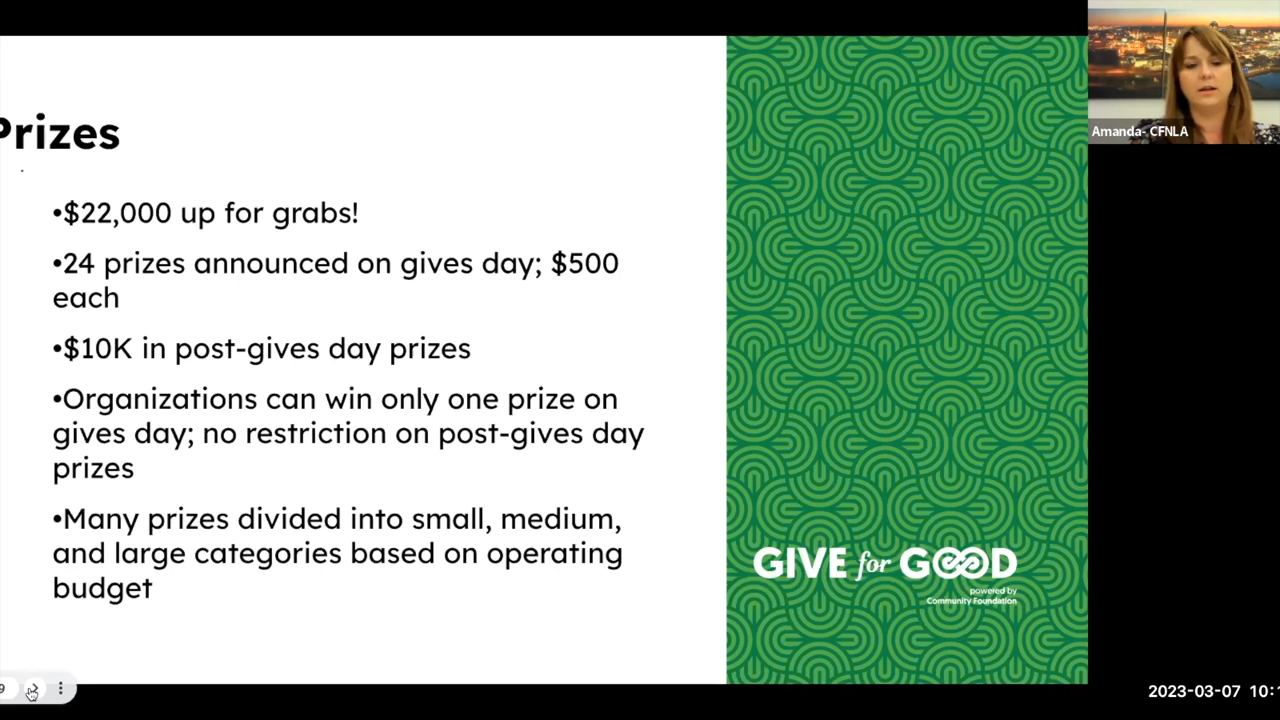 Prizes
•$22,000 up for grabs!
•24 prizes announced on gives day; $500
each
•$10K in post-gives day prizes
•Organizations can win only one prize on
gives day; no restriction on post-gives day
prizes
•Many prizes divided into small, medium,
and large categories based on operating
budget
GIVE for GOOD
powered by
Community Foundation
Amanda- CFNLA
9
2023-03-07 10: